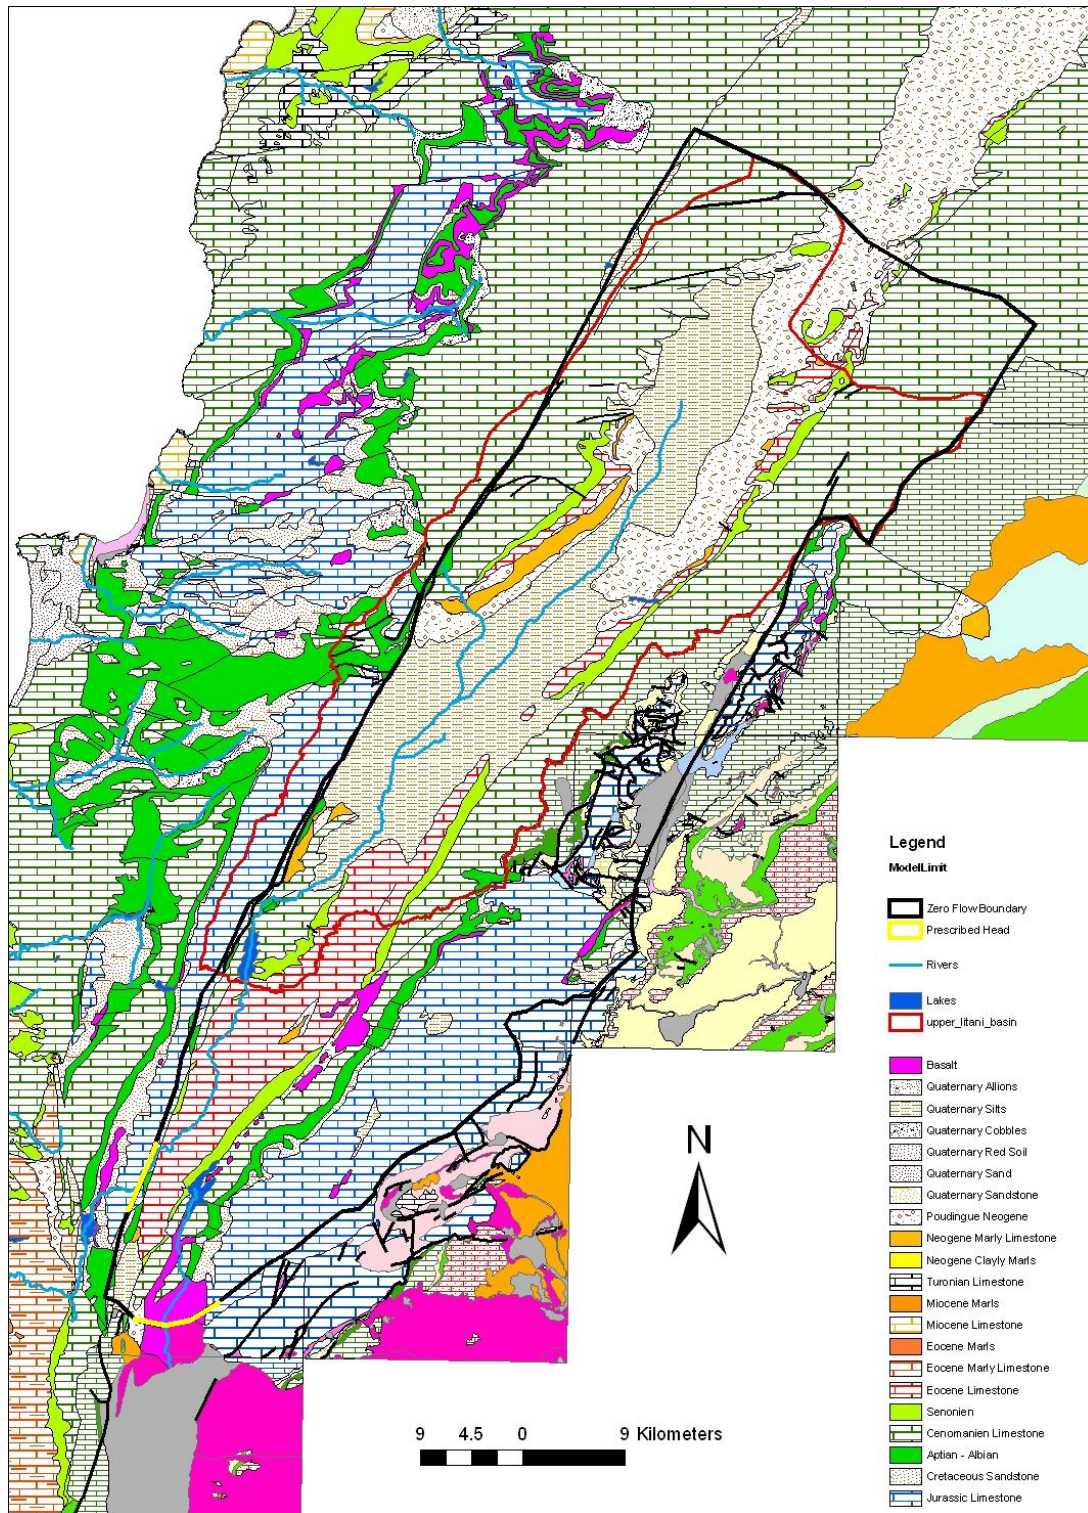 Legend
ModelLimit
Zero Flow Boundary
Prescribed Head
Rivers
Lakes
upper_litani_basin
Basalt
Quaternary Allions
Quaternary Silts
Quaternary Cobbles
Quaternary Red Soil
Quaternary Sand
Quaternary Sandstone
Poudingue Neogene
Neogene Marly Limestone
Neogene Clayly Marls
Turonian Limestone
Miocene Marls
Miocene Limestone
Eocene Marls
Eocene Marly Limestone
Eocene Limestone
Senonien
Cenomanien Limestone
Aptian - Albian
Cretaceous Sandstone
Jurassic Limestone
N
9 4.5 0 9 Kilometers